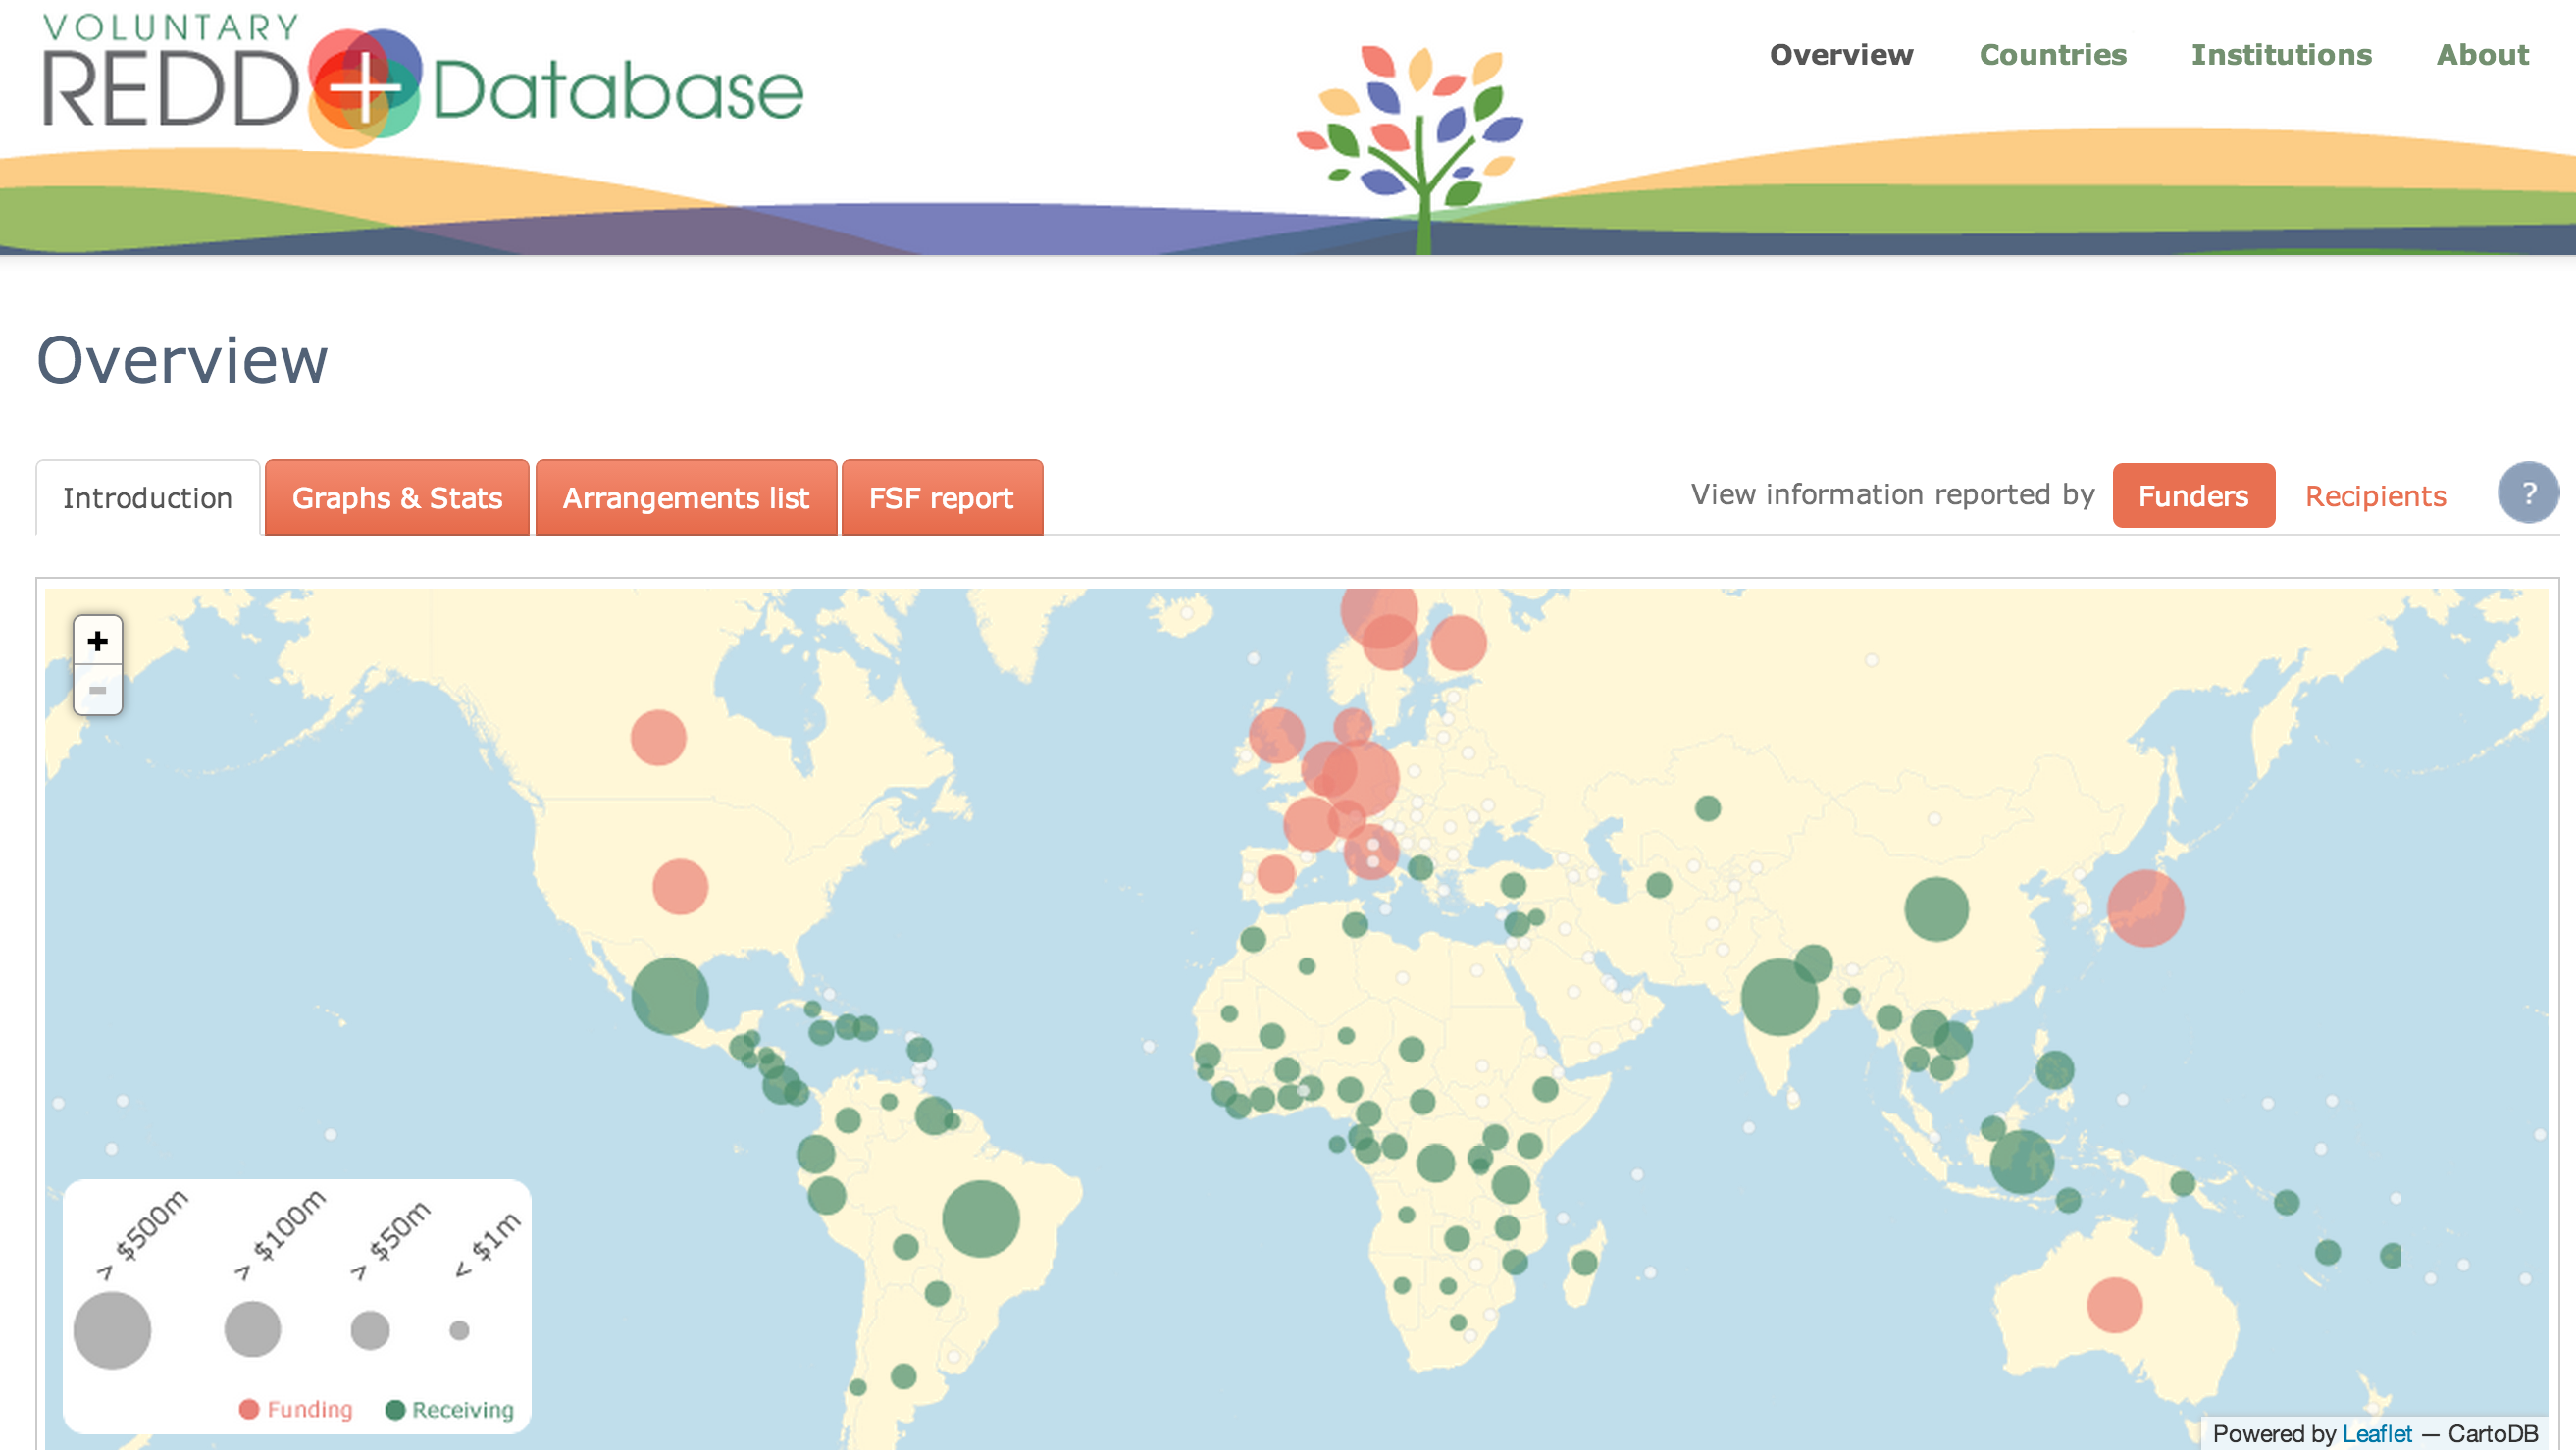 VOLUNTARY
REDD+ Database
Overview Countries Institutions About
Overview
Introduction Graphs & Stats Arrangements list FSF report
View information reported by Funders Recipients ?
+
−
> $500m > $100m > $50m < $1m
Funding Receiving
Powered by Leaflet — CartoDB